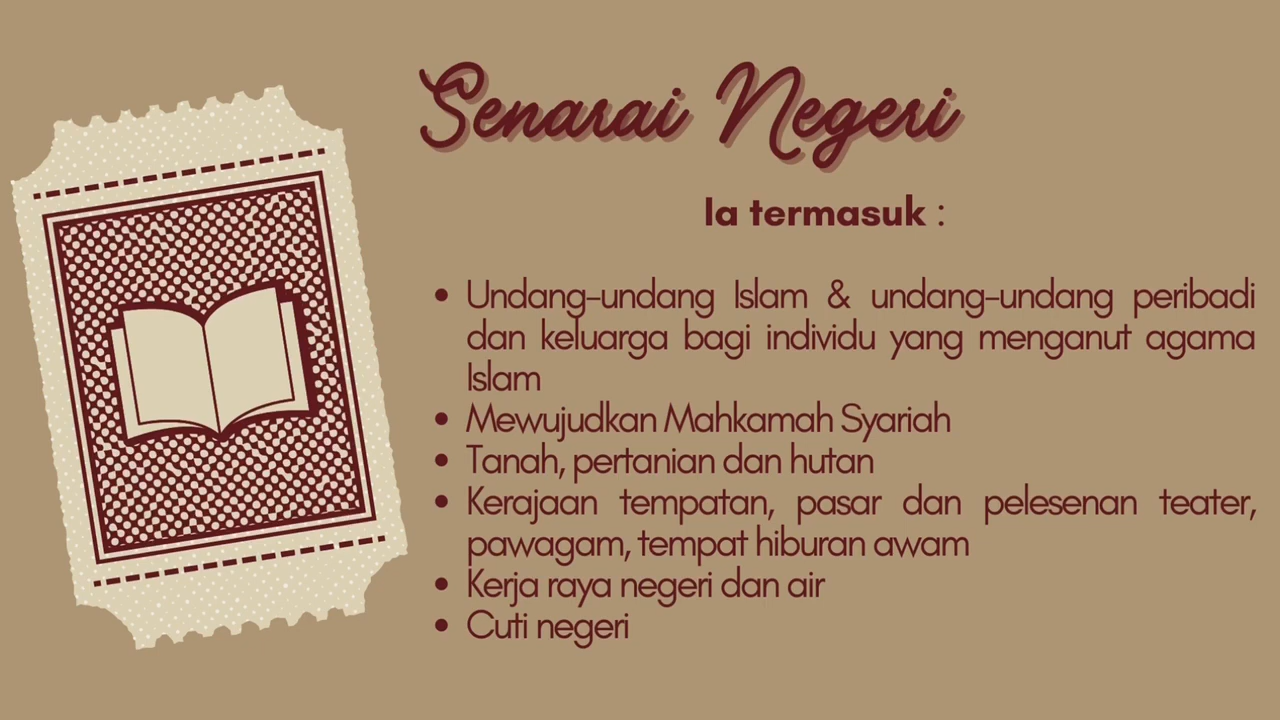 Senarai Negeri
Ia termasuk :
• Undang-undang Islam & undang-undang peribadi
dan keluarga bagi individu yang menganut agama
Islam
• Mewujudkan Mahkamah Syariah
• Tanah, pertanian dan hutan
• Kerajaan tempatan, pasar dan pelesenan teater,
pawagam, tempat hiburan awam
• Kerja raya negeri dan air
• Cuti negeri